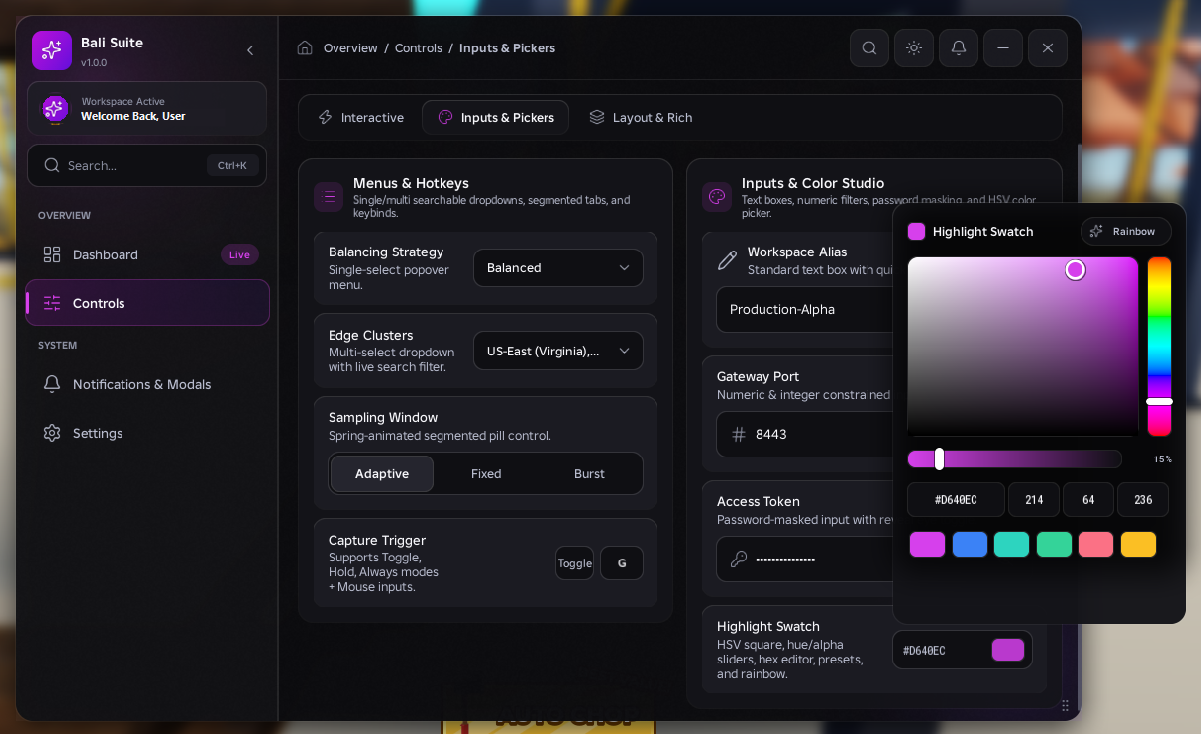 Bali Suite
v1.0.0
Workspace Active
Welcome Back, User
Search...
Ctrl+K
OVERVIEW
Dashboard
Live
Controls
SYSTEM
Notifications & Modals
Settings
Overview / Controls / Inputs & Pickers
Interactive
Inputs & Pickers
Layout & Rich
Menus & Hotkeys
Single/multi searchable dropdowns, segmented tabs, and
keybinds.
Balancing Strategy
Single-select popover
menu.
Balanced
Edge Clusters
Multi-select dropdown
with live search filter.
US-East (Virginia),...
Sampling Window
Spring-animated segmented pill control.
Adaptive
Fixed
Burst
Capture Trigger
Supports Toggle,
Hold, Always modes
+ Mouse inputs.
Toggle
G
Inputs & Color Studio
Text boxes, numeric filters, password masking, and HSV color
picker.
Workspace Alias
Standard text box with qui
Production-Alpha
Gateway Port
Numeric & integer constrained
# 8443
Access Token
Password-masked input with rev
Highlight Swatch
HSV square, hue/alpha
sliders, hex editor, presets,
and rainbow.
#D640EC
Highlight Swatch
Rainbow
15%
#D640EC
214
64
236